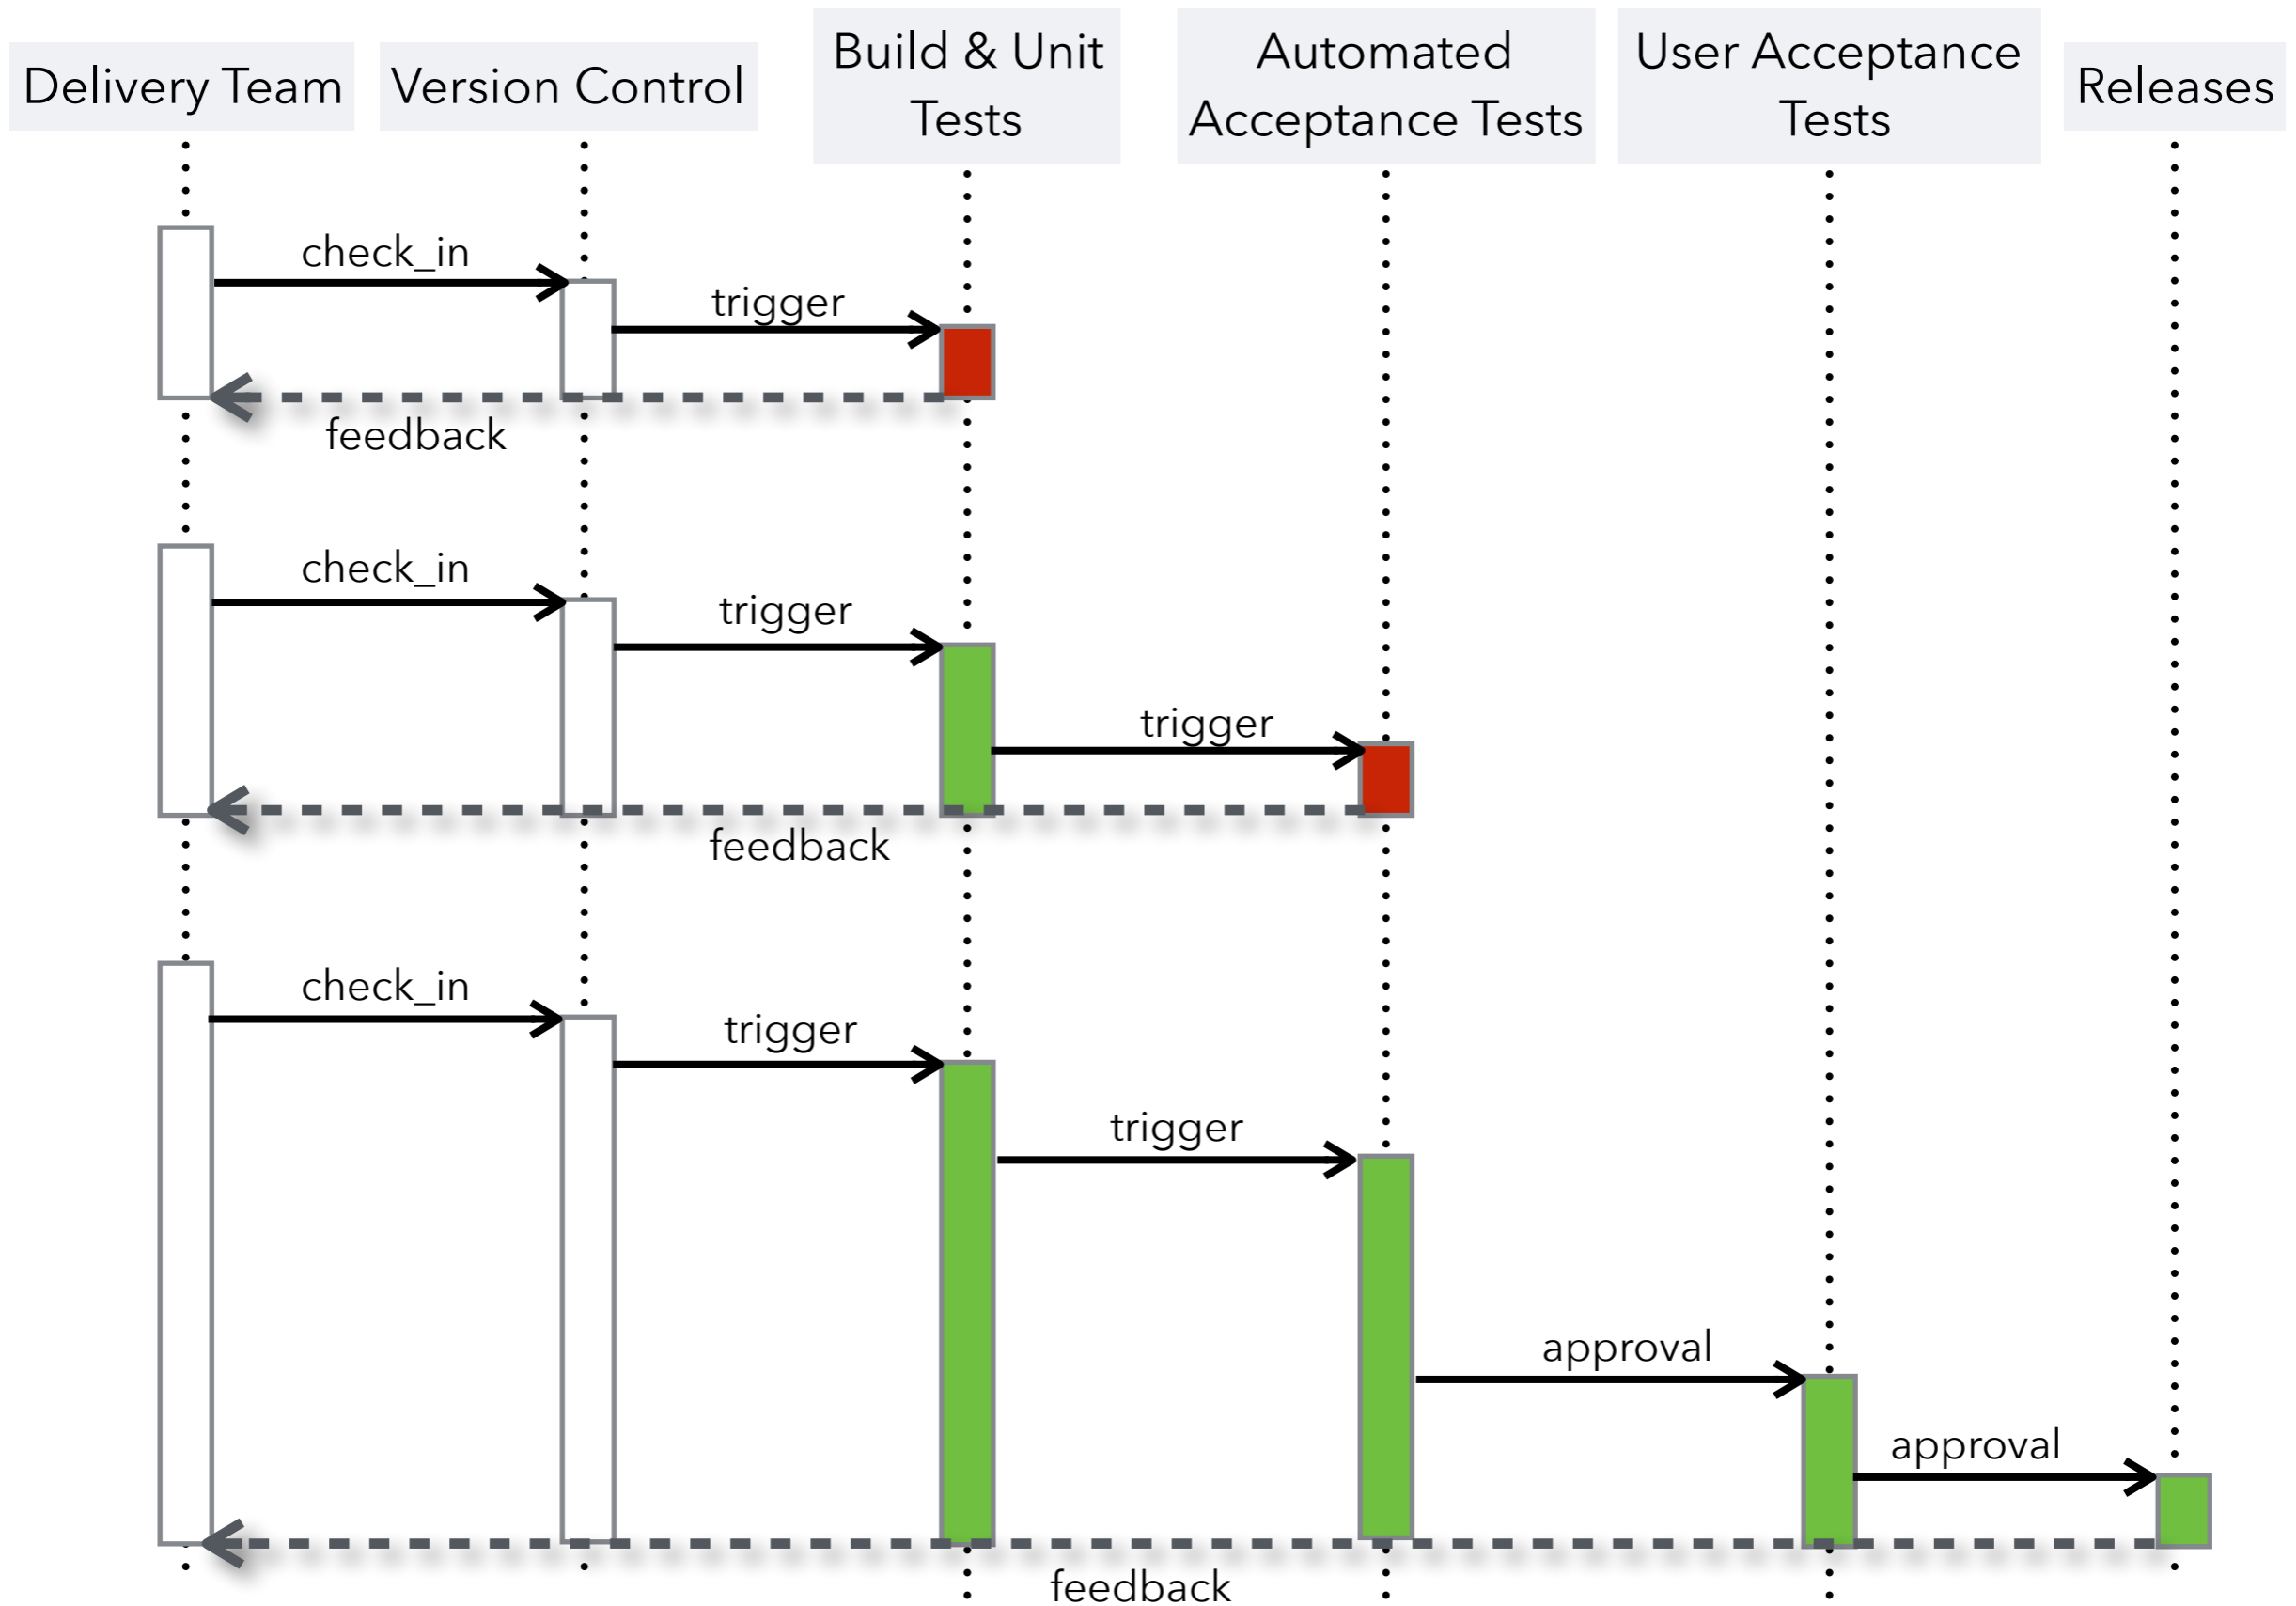 Delivery Team
Version Control
Build & Unit
Tests
Automated
Acceptance Tests
User Acceptance
Tests
Releases
check_in
trigger
feedback
check_in
trigger
trigger
feedback
check_in
trigger
trigger
approval
approval
feedback